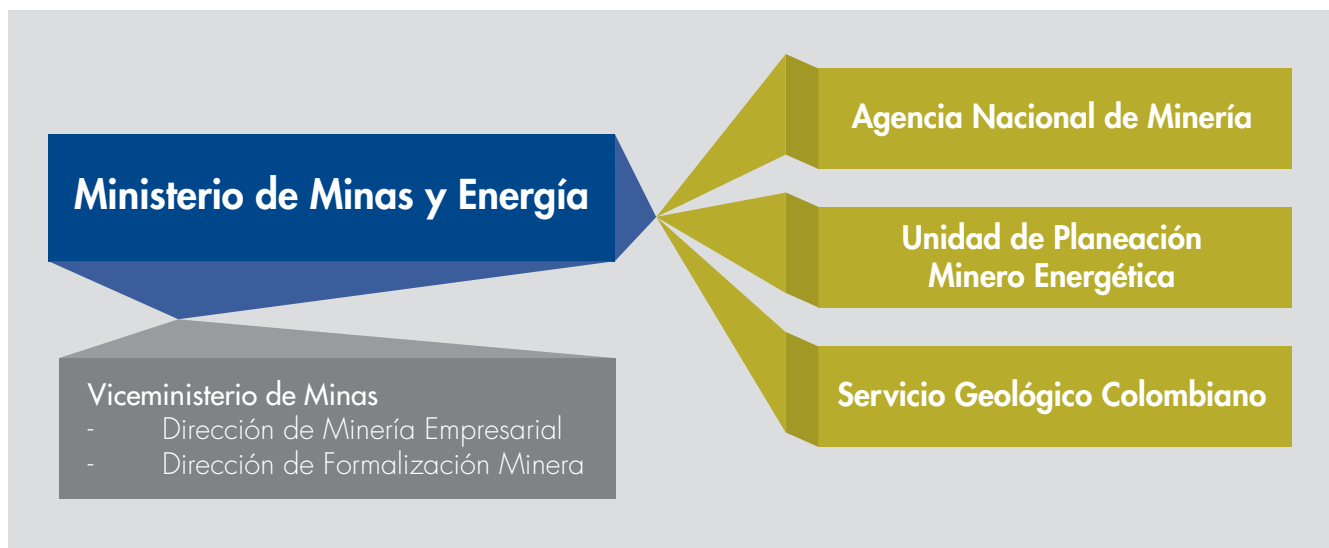 Ministerio de Minas y Energía
Viceministerio de Minas
- Dirección de Minería Empresarial
- Dirección de Formalización Minera
Agencia Nacional de Minería
Unidad de Planeación
Minero Energética
Servicio Geológico Colombiano